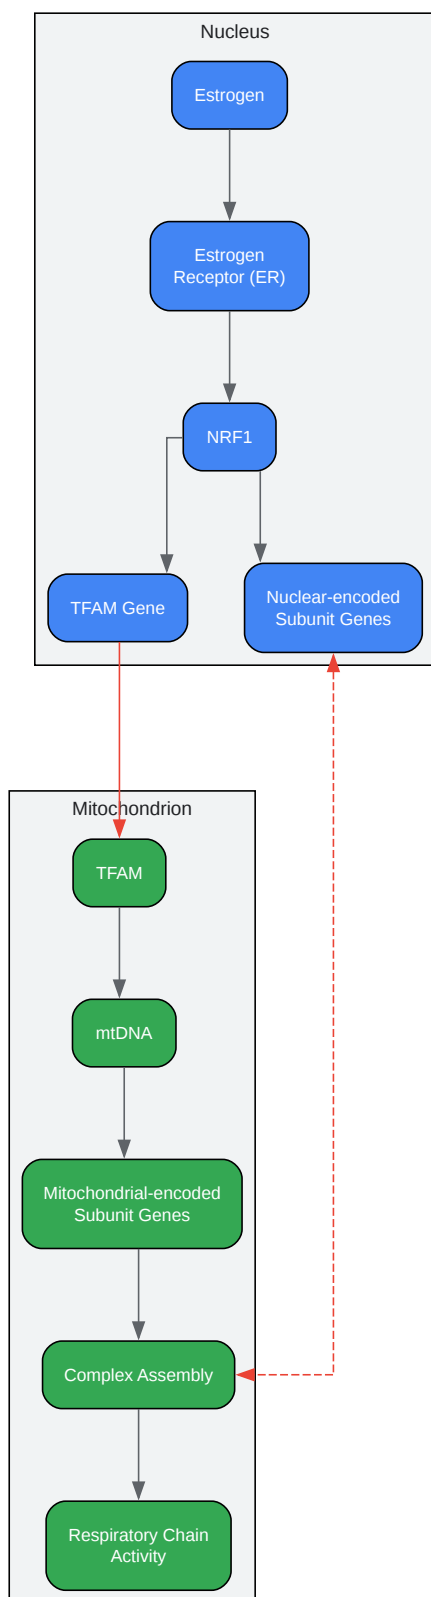 Nucleus
Estrogen
Estrogen
Receptor (ER)
NRF1
TFAM Gene
Nuclear-encoded
Subunit Genes
Mitochondrion
TFAM
mtDNA
Mitochondrial-encoded
Subunit Genes
Complex Assembly
Respiratory Chain
Activity